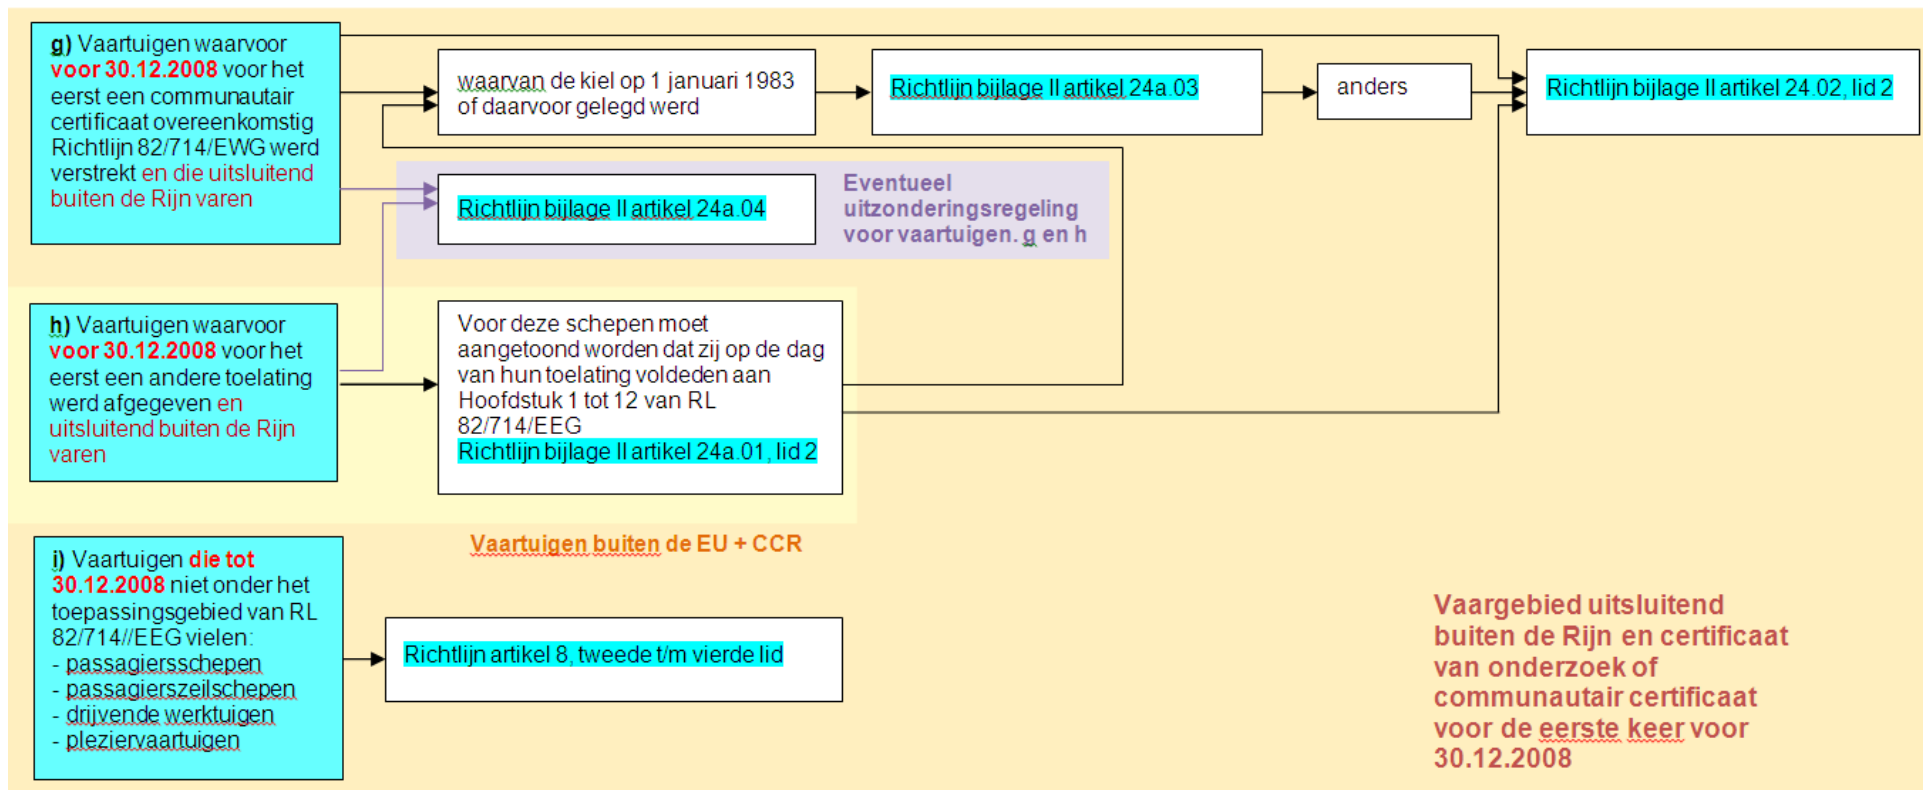 g) Vaartuigen waarvoor
voor 30.12.2008 voor het
eerst een communautair
certificaat overeenkomstig
Richtlijn 82/714/EWG werd
verstrekt en die uitsluitend
buiten de Rijn varen
waarvan de kiel op 1 januari 1983
of daarvoor gelegd werd
Richtlijn bijlage II artikel 24a.03
anders
Richtlijn bijlage II artikel 24.02, lid 2
Richtlijn bijlage II artikel 24a.04
Eventueel
uitzonderingsregeling
voor vaartuigen. g en h
h) Vaartuigen waarvoor
voor 30.12.2008 voor het
eerst een andere toelating
werd afgegeven en
uitsluitend buiten de Rijn
varen
Voor deze schepen moet
aangetoond worden dat zij op de dag
van hun toelating voldeden aan
Hoofdstuk 1 tot 12 van RL
82/714/EEG
Richtlijn bijlage II artikel 24a.01, lid 2
Vaartuigen buiten de EU + CCR
i) Vaartuigen die tot
30.12.2008 niet onder het
toepassingsgebied van RL
82/714//EEG vielen:
- passagiersschepen
- passagierszeilschepen
- drijvende werktuigen
- pleziervaartuigen
Richtlijn artikel 8, tweede t/m vierde lid
Vaargebied uitsluitend
buiten de Rijn en certificaat
van onderzoek of
communautair certificaat
voor de eerste keer voor
30.12.2008